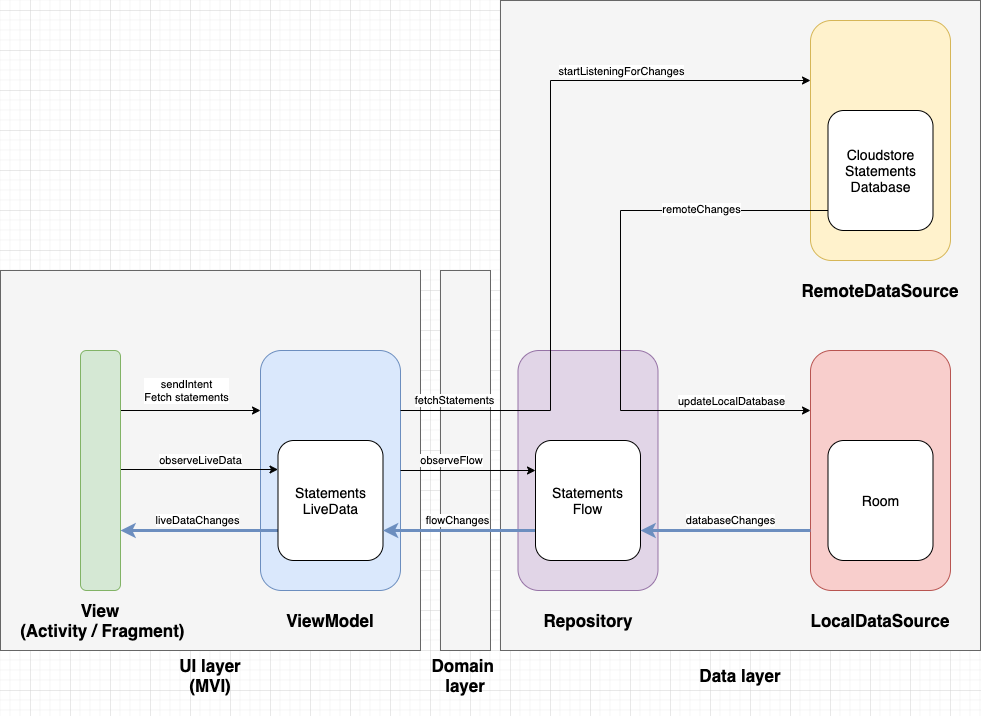 startListeningForChanges
Cloudstore
Statements
Database
remoteChanges
RemoteDataSource
sendIntent
Fetch statements
fetchStatements
updateLocalDatabase
observeLiveData
observeFlow
Statements
LiveData
Statements
Flow
Room
liveDataChanges
flowChanges
databaseChanges
View
(Activity / Fragment)
ViewModel
Repository
LocalDataSource
UI layer
(MVI)
Domain
layer
Data layer